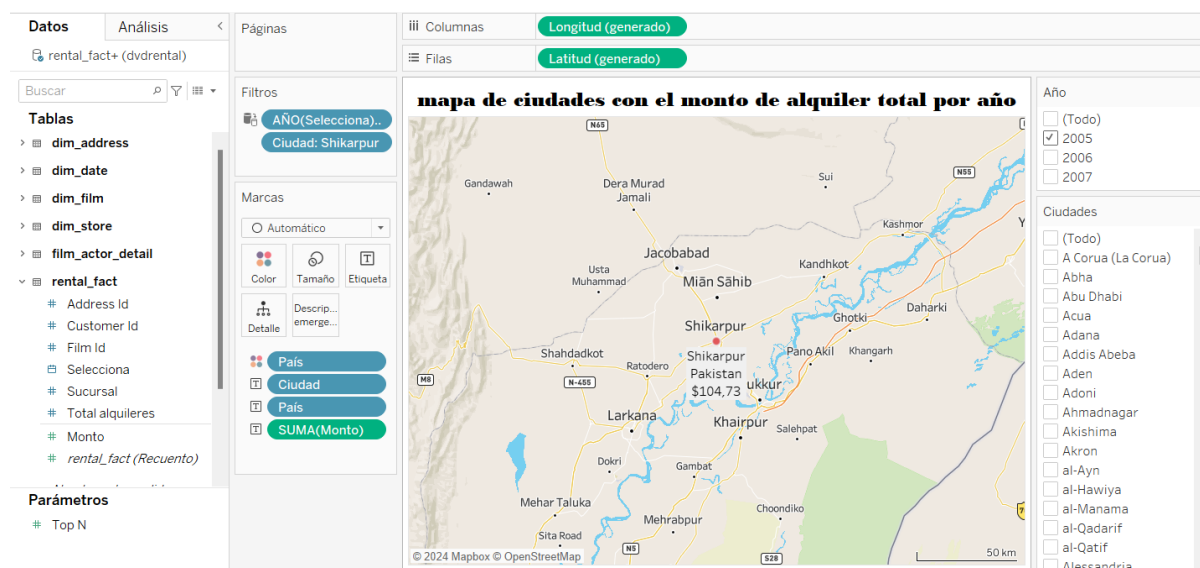 Datos
Análisis
rental_fact+ (dvdrental)
Buscar
Tablas
dim_address
dim_date
dim_film
dim_store
film_actor_detail
rental_fact
Address Id
Customer Id
Film Id
Selecciona
Sucursal
Total alquileres
Monto
rental_fact (Recuento)
Parámetros
Top N
Páginas
Filtros
AÑO(Selecciona)..
Ciudad: Shikarpur
Marcas
Automático
Color
Tamaño
Etiqueta
Detalle
Descrip...
emerge...
País
Ciudad
País
SUMA(Monto)
Columnas
Longitud (generado)
Filas
Latitud (generado)
mapa de ciudades con el monto de alquiler total por año
N65
Gandawah
Dera Murad
Jamali
Sui
N55
Kashmor
Jacobabad
Usta
Muhammad
Miān Sāhib
Kandhkot
Shikarpur
Ghotki
Daharki
Shahdadkot
Shikarpur
Pakistan
$104,73
Pano Akil
Khangarh
Ratodero
M8
N-455
ukkur
Larkana
Khairpur
Salehpat
Dokri
Gambat
Mehar Taluka
Choondiko
Mehrabpur
Sita Road
N5
S28
© 2024 Mapbox © OpenStreetMap
50 km
Año
(Todo)
2005
2006
2007
Ciudades
(Todo)
A Corua (La Corua)
Abha
Abu Dhabi
Acua
Adana
Addis Abeba
Aden
Adoni
Ahmadnagar
Akishima
Akron
al-Ayn
al-Hawiya
al-Manama
al-Qadarif
al-Qatif
Alessandria